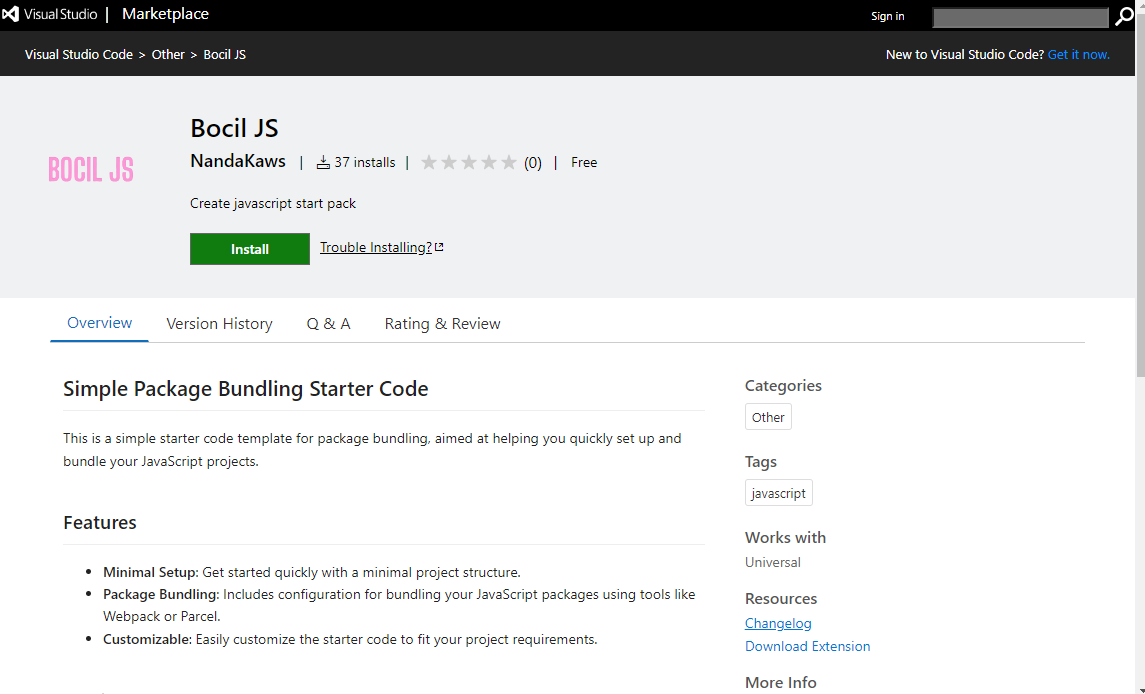 Visual Studio | Marketplace
Sign in
Visual Studio Code > Other > Bocil JS
New to Visual Studio Code? Get it now.
BOCIL JS
Bocil JS
NandaKaws | 37 installs | (0) | Free
Create javascript start pack
Install
Trouble Installing?
Overview
Version History
Q & A
Rating & Review
Simple Package Bundling Starter Code
This is a simple starter code template for package bundling, aimed at helping you quickly set up and
bundle your JavaScript projects.
Features
• Minimal Setup: Get started quickly with a minimal project structure.
• Package Bundling: Includes configuration for bundling your JavaScript packages using tools like
Webpack or Parcel.
• Customizable: Easily customize the starter code to fit your project requirements.
Categories
Other
Tags
javascript
Works with
Universal
Resources
Changelog
Download Extension
More Info